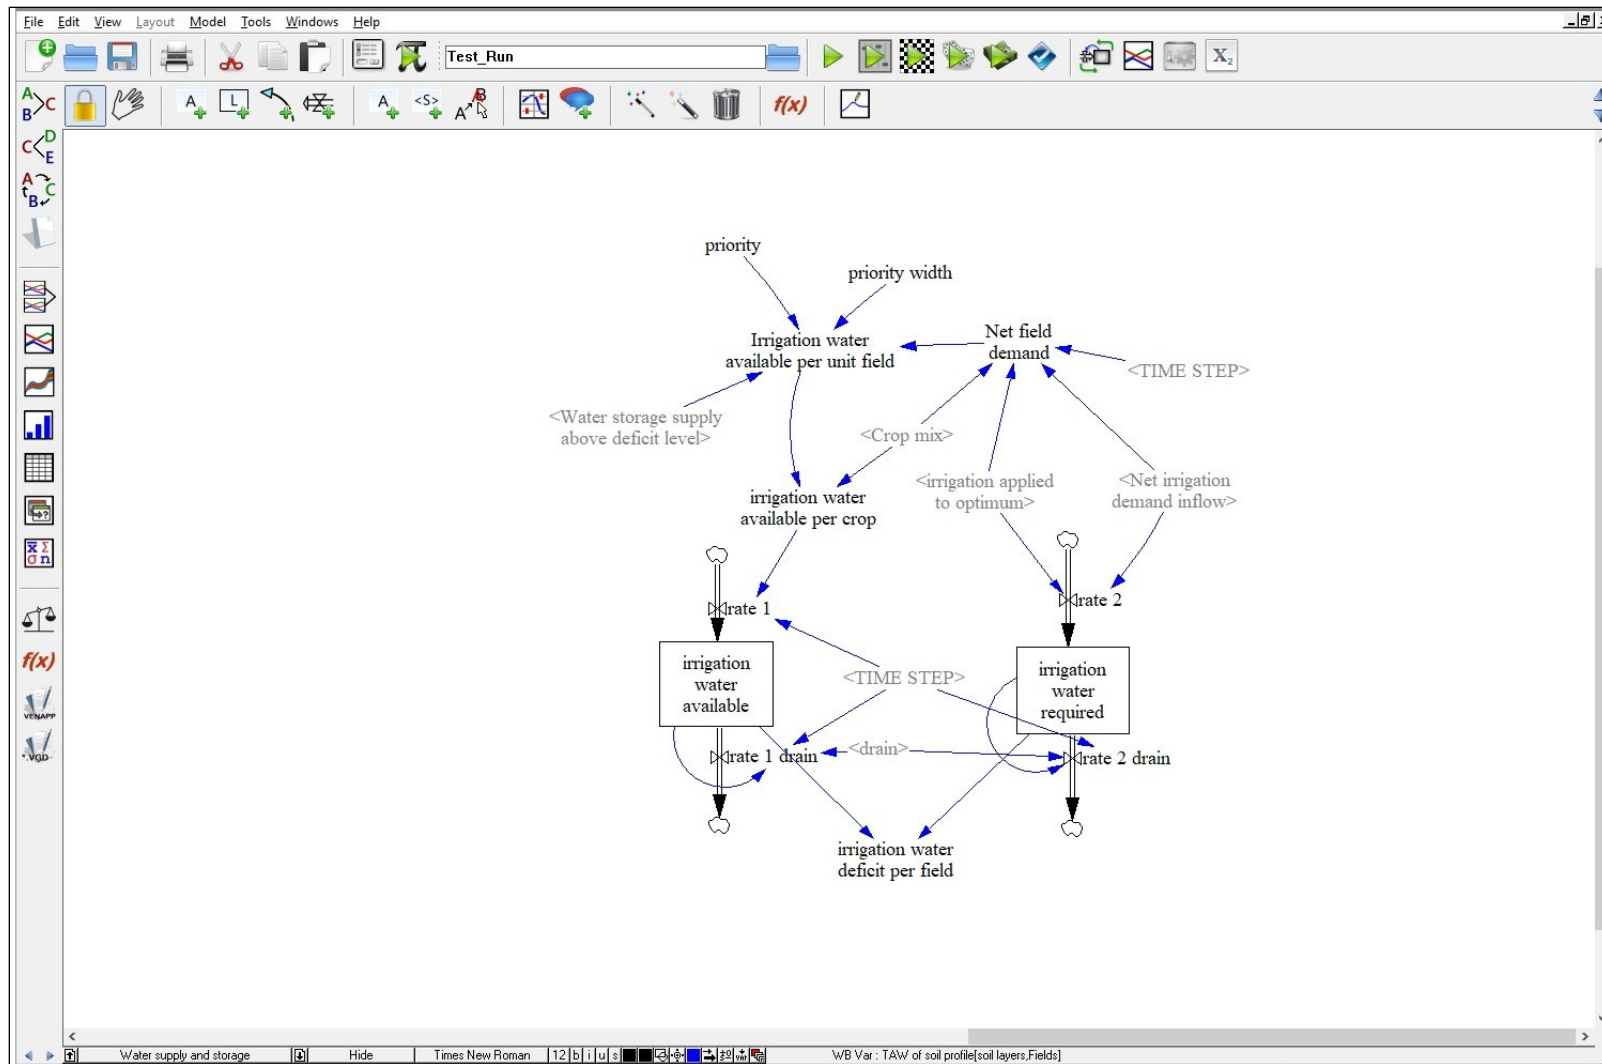 File Edit View Layout Model Tools Windows Help
Test_Run
X₂
A B C
A
L
A
<S>
A B
f(x)
C D E
A C B
priority
priority width
Irrigation water
available per unit field
Net field
demand
<TIME STEP>
<Water storage supply
above deficit level>
<Crop mix>
<irrigation applied
to optimum>
<Net irrigation
demand inflow>
irrigation water
available per crop
rate 1
rate 2
irrigation
water
available
<TIME STEP>
irrigation
water
required
rate 1 drain
<drain>
rate 2 drain
irrigation water
deficit per field
x̄ Σ
σ n
f(x)
VENAPP
*.VGD
Water supply and storage
Hide
Times New Roman
12 b i u s
WB Var : TAW of soil profile[soil layers,Fields]